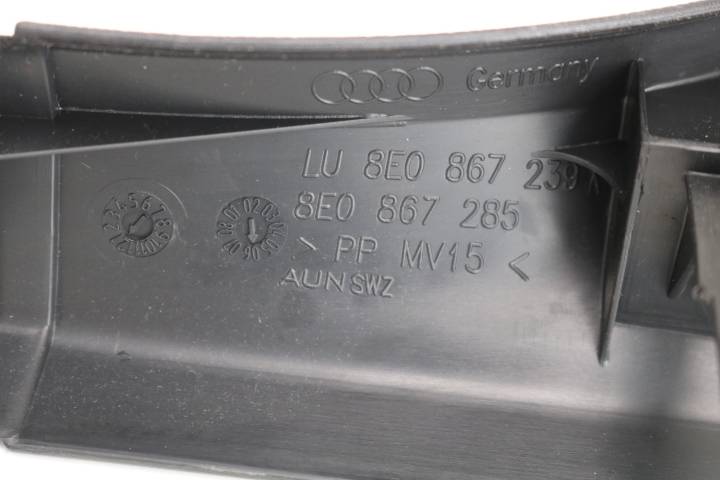 Germany
LU 8E0 867 239
8E0 867 285
> PP MV15 <
AUN SWZ